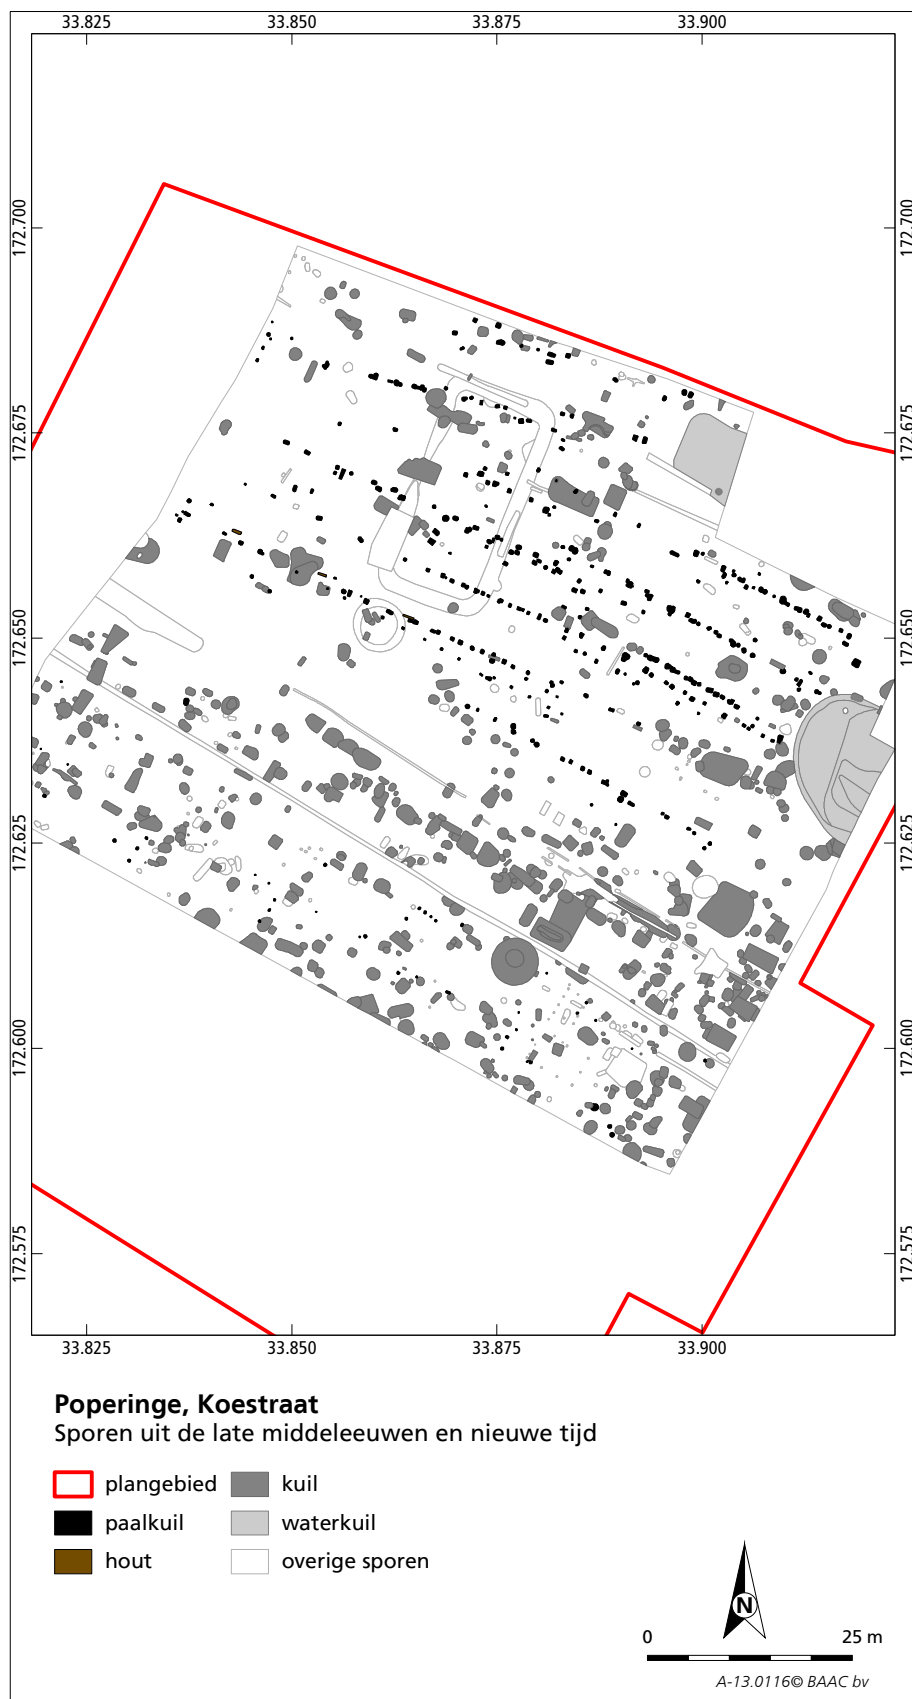 33.825 33.850 33.875 33.900
172.700 172.700
172.675 172.675
172.650 172.650
172.625 172.625
172.600 172.600
172.575 172.575
33.825 33.850 33.875 33.900
Poperinge, Koestraat
Sporen uit de late middeleeuwen en nieuwe tijd
plangebied kuil
paalkuil waterkuil
hout overige sporen
N
0 25 m
A-13.0116© BAAC bv